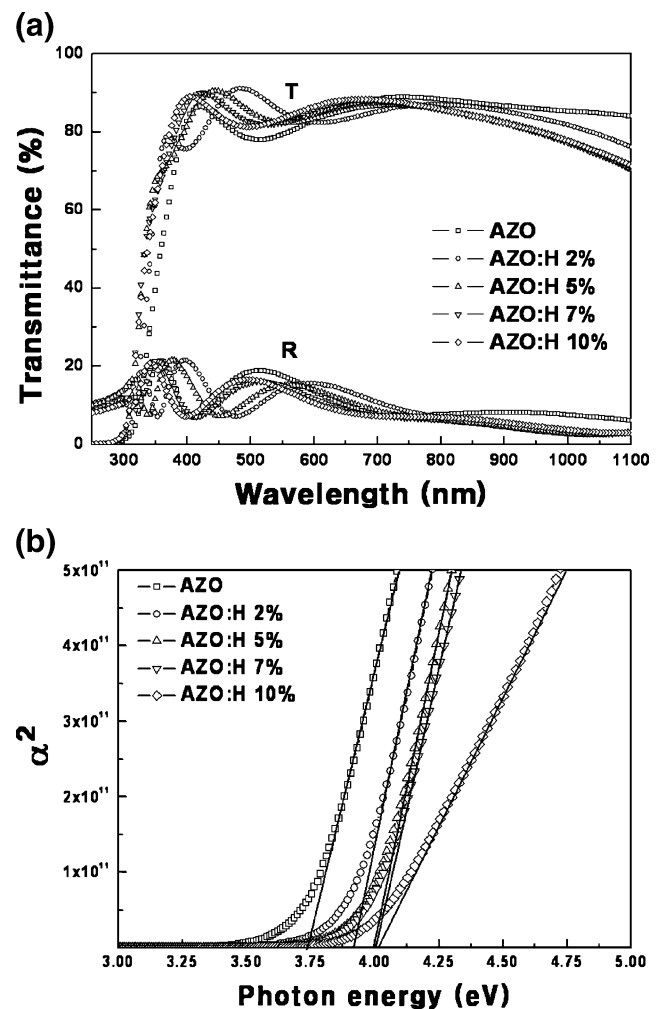 (a)
100
80
60
40
20
0
Transmittance (%)
T
R
AZO
AZO:H 2%
AZO:H 5%
AZO:H 7%
AZO:H 10%
300 400 500 600 700 800 900 1000 1100
Wavelength (nm)
(b)
5x10¹¹
4x10¹¹
3x10¹¹
2x10¹¹
1x10¹¹
α²
AZO
AZO:H 2%
AZO:H 5%
AZO:H 7%
AZO:H 10%
3.00 3.25 3.50 3.75 4.00 4.25 4.50 4.75 5.00
Photon energy (eV)